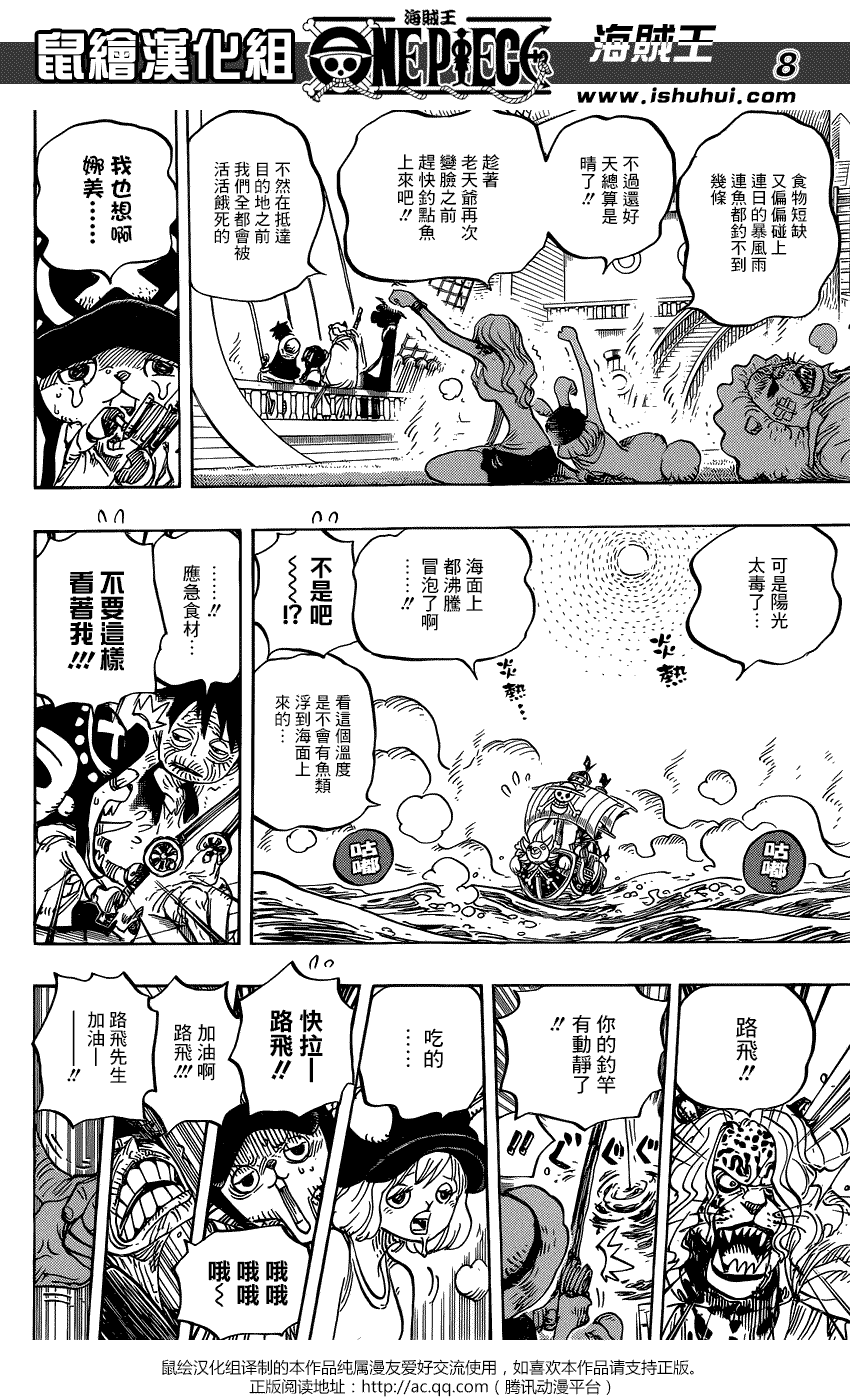 鼠繪漢化組
海賊王
ONE PIECE
海賊王
8
www.ishuhui.com
食物短缺
又偏偏碰上
連日的暴風雨
連魚都釣不到
幾條
不過還好
天總算是
晴了!!
趁著
老天爺再次
變臉之前
趕快釣點魚
上來吧!!
不然在抵達
目的地之前
我們全都會被
活活餓死的
我也想啊
娜美……
可是陽光
太毒了…
炎熱…
炎熱…
海面上
都沸騰
冒泡了啊
……!!
不是吧
~~~!?
看這個溫度
是不會有魚類
浮到海面上
來的…
咕嘟
咕嘟…
……!!
應急食材…
不要這樣
看著我!!!
路飛!!
你的釣竿
有動靜了
!!
吃的
……
快拉—
路飛!!
哦哦
哦哦
哦~
加油啊
路飛!!!
路飛先生
加油—
——!!
鼠绘汉化组译制的本作品纯属漫友爱好交流使用，如喜欢本作品请支持正版。
正版阅读地址：http://ac.qq.com（腾讯动漫平台）